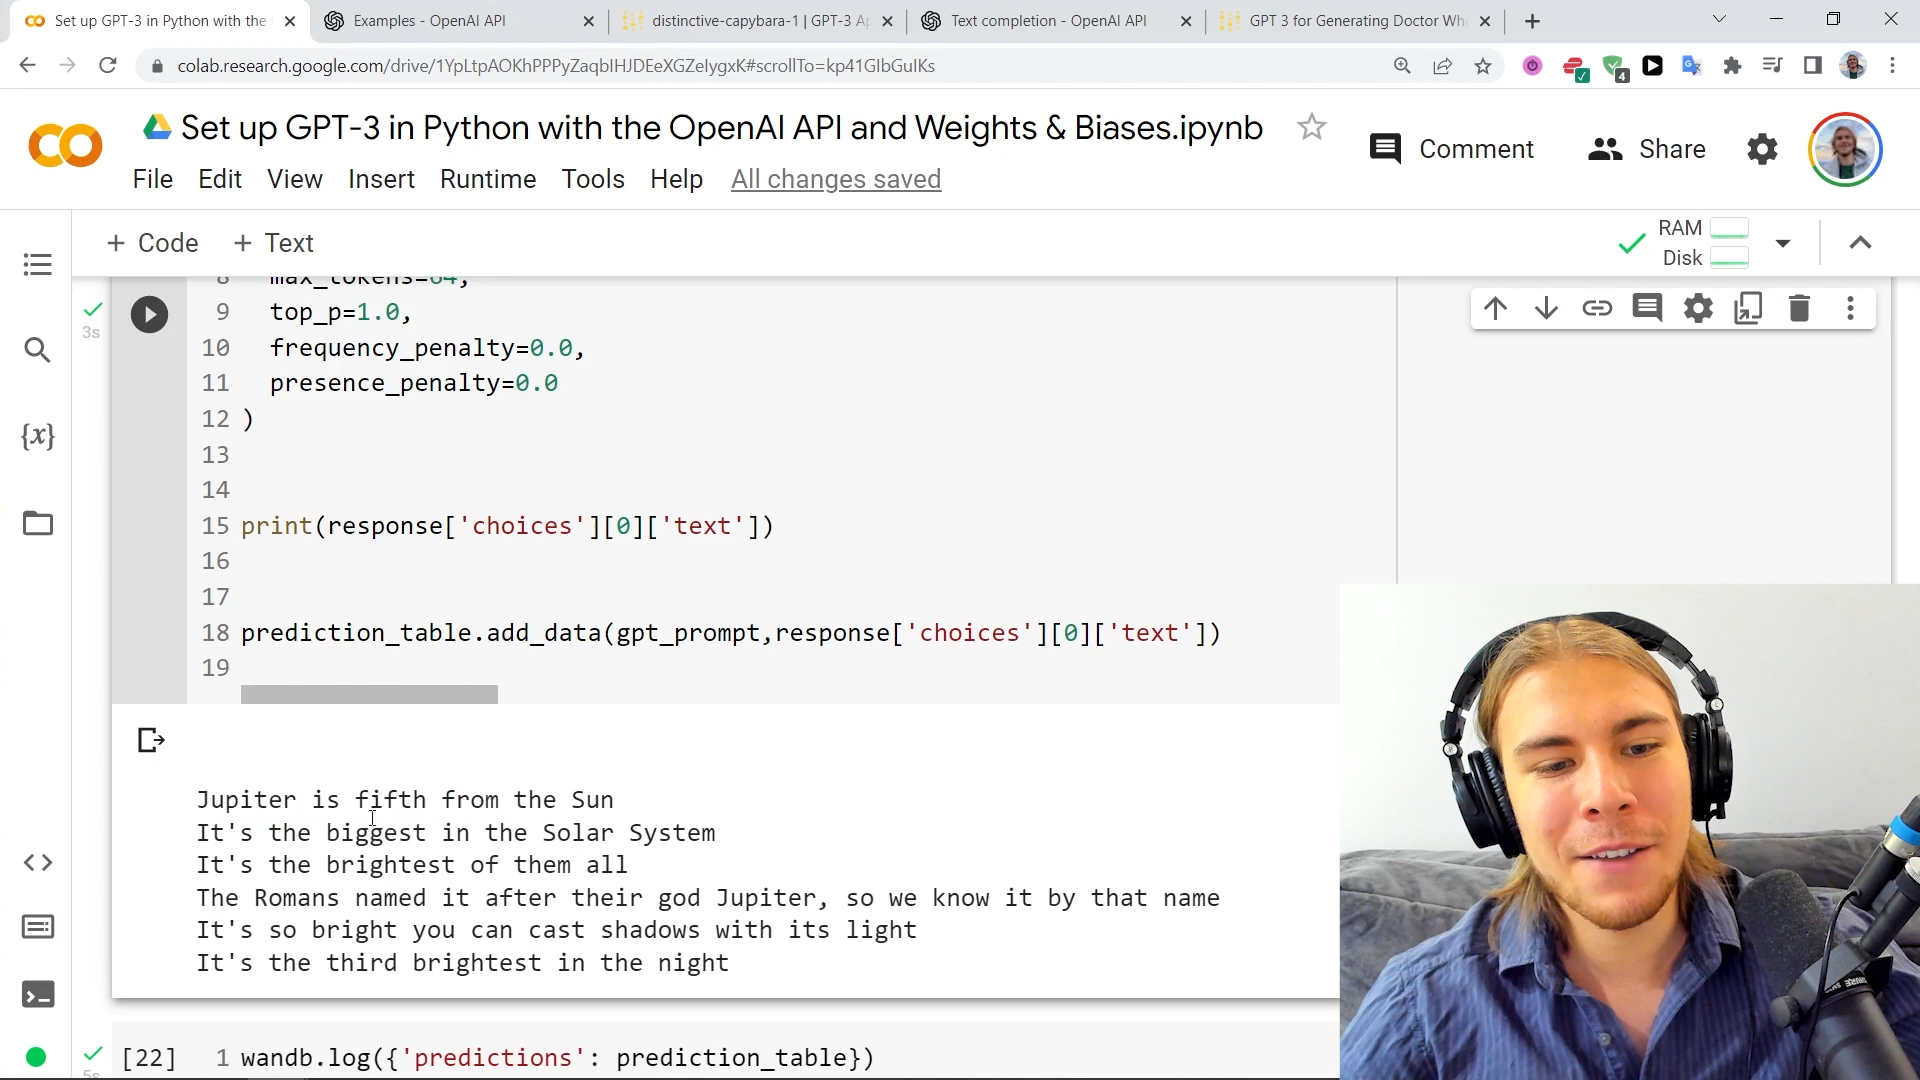 Set up GPT-3 in Python with the
Examples - OpenAI API
distinctive-capybara-1 | GPT-3 Ap
Text completion - OpenAI API
GPT 3 for Generating Doctor Wh
colab.research.google.com/drive/1YpLtpAOKhPPPyZaqbIHJDEeXGZeIygxK#scrollTo=kp41GIbGuIKs
4
Set up GPT-3 in Python with the OpenAI API and Weights & Biases.ipynb
Comment
Share
File Edit View Insert Runtime Tools Help All changes saved
+ Code + Text
RAM
Disk
8 max_tokens=64,
3s
9 top_p=1.0,
10 frequency_penalty=0.0,
11 presence_penalty=0.0
12 )
13
14
15 print(response['choices'][0]['text'])
16
17
18 prediction_table.add_data(gpt_prompt,response['choices'][0]['text'])
19
{x}
Jupiter is fifth from the Sun
It's the biggest in the Solar System
It's the brightest of them all
The Romans named it after their god Jupiter, so we know it by that name
It's so bright you can cast shadows with its light
It's the third brightest in the night
[22] 1 wandb.log({'predictions': prediction_table})
5s
SHURE